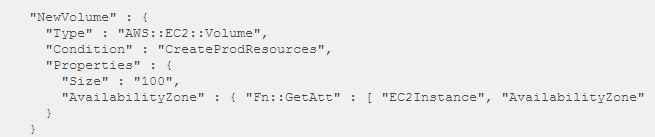 "NewVolume" : {
"Type" : "AWS::EC2::Volume",
"Condition" : "CreateProdResources",
"Properties" : {
"Size" : "100",
"AvailabilityZone" : { "Fn::GetAtt" : [ "EC2Instance", "AvailabilityZone"
}
}